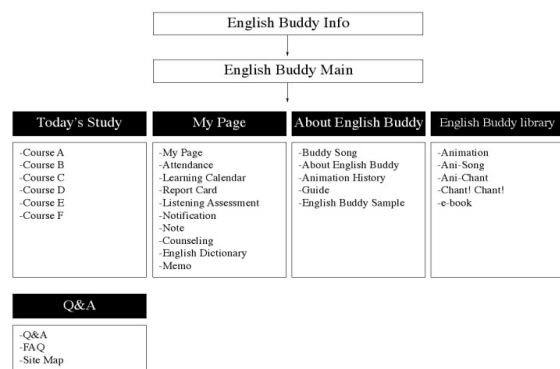 English Buddy Info
English Buddy Main
Today's Study
-Course A
-Course B
-Course C
-Course D
-Course E
-Course F
My Page
-My Page
-Attendance
-Learning Calendar
-Report Card
-Listening Assessment
-Notification
-Note
-Counseling
-English Dictionary
-Memo
About English Buddy
-Buddy Song
-About English Buddy
-Animation History
-Guide
-English Buddy Sample
English Buddy library
-Animation
-Ani-Song
-Ani-Chant
-Chant! Chant!
-e-book
Q&A
-Q&A
-FAQ
-Site Map